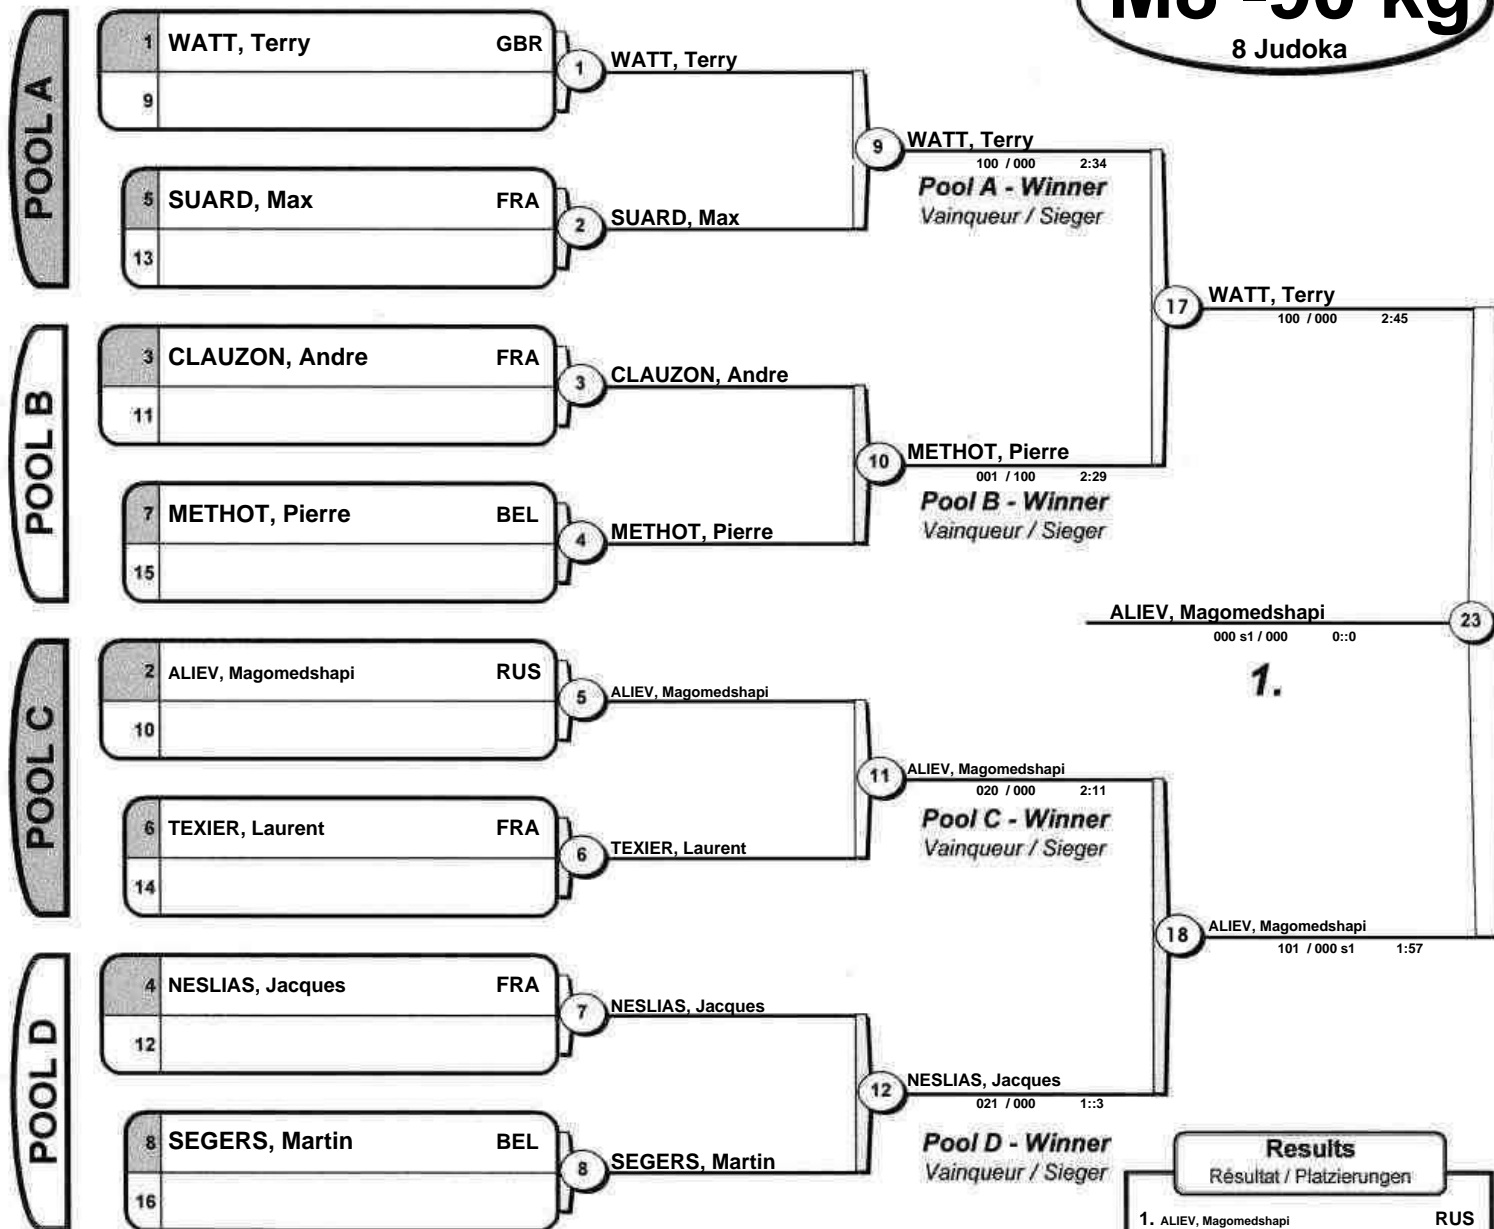 M8 -90 kg
8 Judoka
POOL A
1 WATT, Terry GBR
9
5 SUARD, Max FRA
13
1 WATT, Terry
2 SUARD, Max
9 WATT, Terry
100 / 000 2:34
Pool A - Winner
Vainqueur / Sieger
POOL B
3 CLAUZON, Andre FRA
11
7 METHOT, Pierre BEL
15
3 CLAUZON, Andre
4 METHOT, Pierre
10 METHOT, Pierre
001 / 100 2:29
Pool B - Winner
Vainqueur / Sieger
17 WATT, Terry
100 / 000 2:45
ALIEV, Magomedshapi 23
000 s1 / 000 0::0
1.
POOL C
2 ALIEV, Magomedshapi RUS
10
6 TEXIER, Laurent FRA
14
5 ALIEV, Magomedshapi
6 TEXIER, Laurent
11 ALIEV, Magomedshapi
020 / 000 2:11
Pool C - Winner
Vainqueur / Sieger
18 ALIEV, Magomedshapi
101 / 000 s1 1:57
POOL D
4 NESLIAS, Jacques FRA
12
8 SEGERS, Martin BEL
16
7 NESLIAS, Jacques
8 SEGERS, Martin
12 NESLIAS, Jacques
021 / 000 1::3
Pool D - Winner
Vainqueur / Sieger
Results
Résultat / Platzierungen
1. ALIEV, Magomedshapi RUS